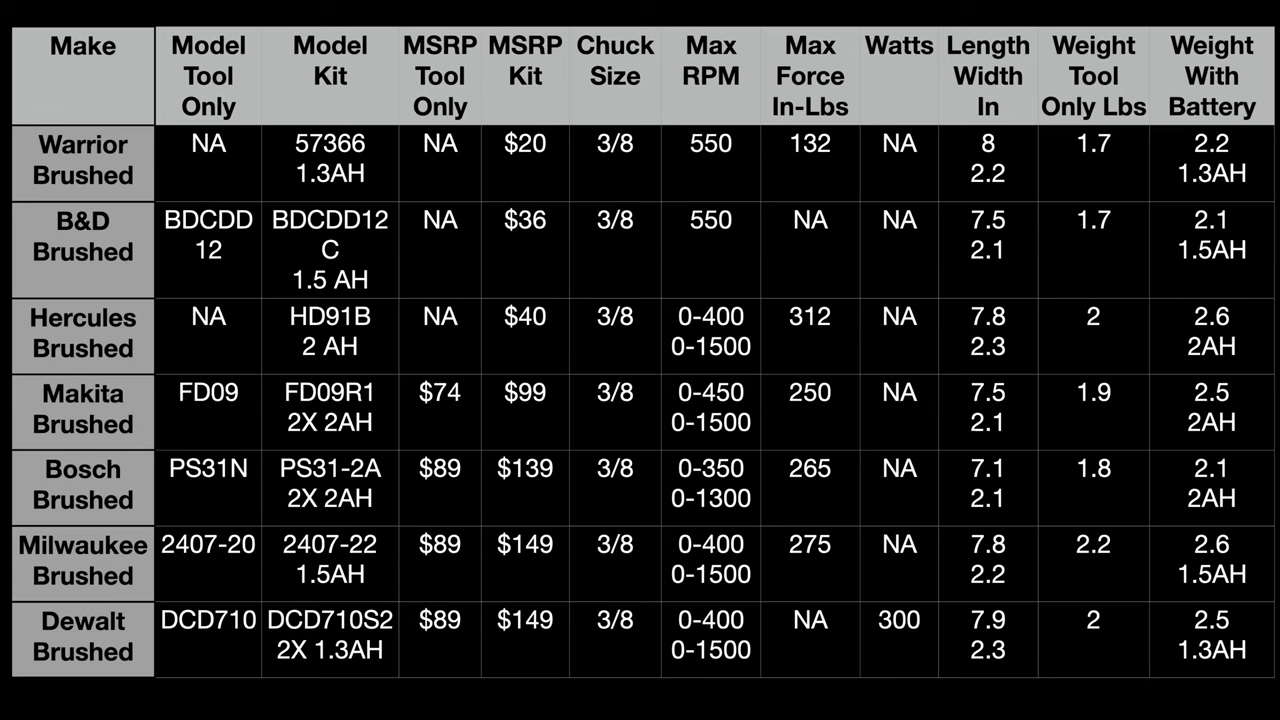 Make Model Tool Only Model Kit MSRP Tool Only MSRP Kit Chuck Size Max RPM Max Force In-Lbs Watts Length Width In Weight Tool Only Lbs Weight With Battery
Warrior Brushed NA 57366 1.3AH NA $20 3/8 550 132 NA 8 2.2 1.7 2.2 1.3AH
B&D Brushed BDCDD 12 BDCDD12 C 1.5 AH NA $36 3/8 550 NA NA 7.5 2.1 1.7 2.1 1.5AH
Hercules Brushed NA HD91B 2 AH NA $40 3/8 0-400 0-1500 312 NA 7.8 2.3 2 2.6 2AH
Makita Brushed FD09 FD09R1 2X 2AH $74 $99 3/8 0-450 0-1500 250 NA 7.5 2.1 1.9 2.5 2AH
Bosch Brushed PS31N PS31-2A 2X 2AH $89 $139 3/8 0-350 0-1300 265 NA 7.1 2.1 1.8 2.1 2AH
Milwaukee Brushed 2407-20 2407-22 1.5AH $89 $149 3/8 0-400 0-1500 275 NA 7.8 2.2 2.2 2.6 1.5AH
Dewalt Brushed DCD710 DCD710S2 2X 1.3AH $89 $149 3/8 0-400 0-1500 NA 300 7.9 2.3 2 2.5 1.3AH